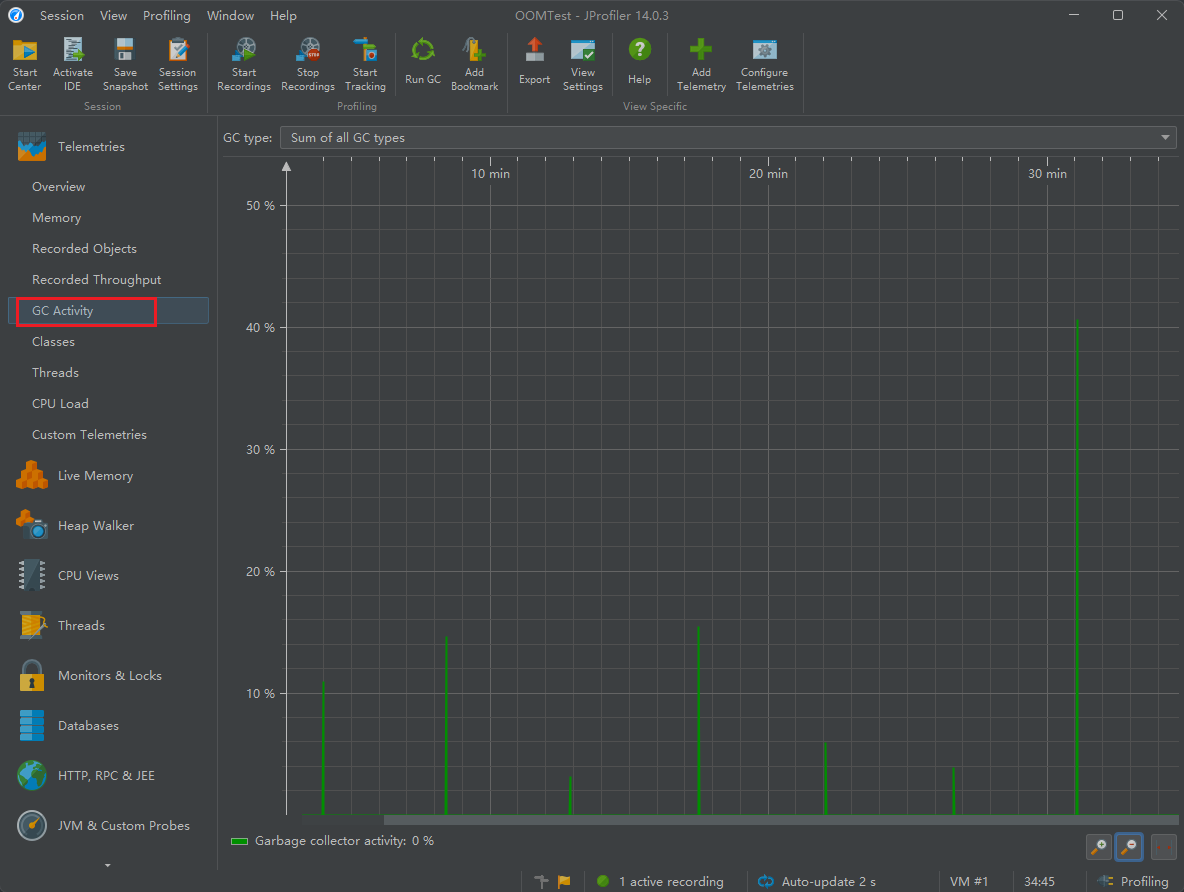 Session View Profiling Window Help OOMTest - JProfiler 14.0.3
Start Center
Activate IDE
Save Snapshot
Session Settings
Start Recordings
Stop Recordings
Start Tracking
Run GC
Add Bookmark
Export
View Settings
Help
Add Telemetry
Configure Telemetries
Session Profiling View Specific
Telemetries
Overview
Memory
Recorded Objects
Recorded Throughput
GC Activity
Classes
Threads
CPU Load
Custom Telemetries
Live Memory
Heap Walker
CPU Views
Threads
Monitors & Locks
Databases
HTTP, RPC & JEE
JVM & Custom Probes
GC type: Sum of all GC types
10 min 20 min 30 min
50 %
40 %
30 %
20 %
10 %
Garbage collector activity: 0 %
1 active recording Auto-update 2 s VM #1 34:45 Profiling